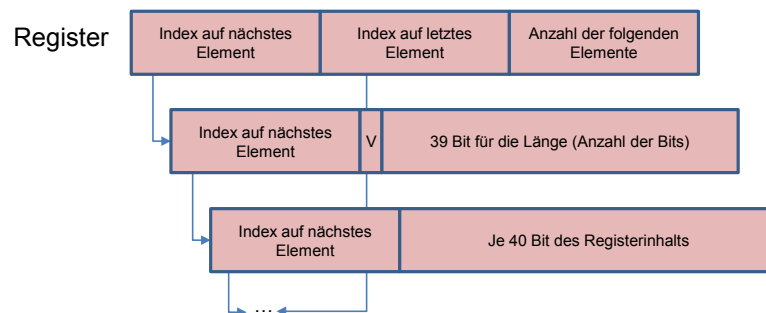 Register
Index auf nächstes
Element
Index auf letztes
Element
Anzahl der folgenden
Elemente
Index auf nächstes
Element
V
39 Bit für die Länge (Anzahl der Bits)
Index auf nächstes
Element
Je 40 Bit des Registerinhalts
...